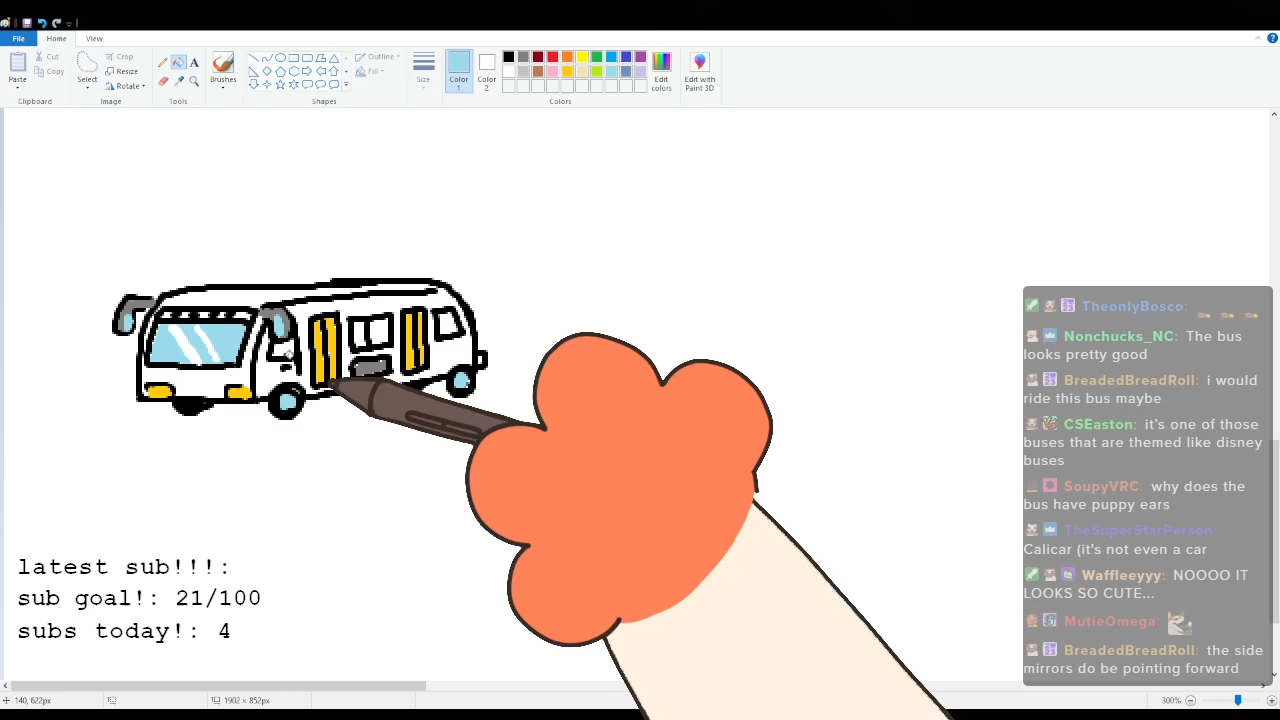 File Home View
Paste
Cut
Copy
Clipboard
Select
Crop
Resize
Rotate
Image
A
Tools
Brushes
Outline
Fill
Shapes
Size
Color 1
Color 2
Edit colors
Edit with Paint 3D
Colors
TheonlyBosco:
Nonchucks_NC: The bus
looks pretty good
BreadedBreadRoll: i would
ride this bus maybe
CSEaston: it's one of those
buses that are themed like disney
buses
SoupyVRC: why does the
bus have puppy ears
TheSuperStarPerson
Calicar (it's not even a car
Waffleeyyy: NOOOO IT
LOOKS SO CUTE...
MutieOmega:
BreadedBreadRoll: the side
mirrors do be pointing forward
latest sub!!!:
sub goal!: 21/100
subs today!: 4
140, 622px
1902 × 852px
300%